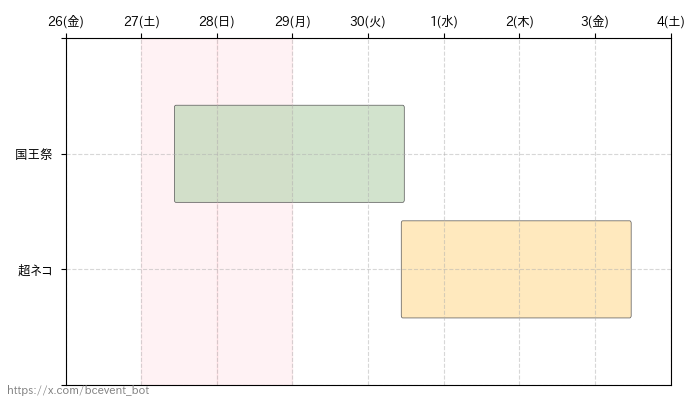 26(金) 27(土) 28(日) 29(月) 30(火) 1(水) 2(木) 3(金) 4(土)
国王祭
超ネコ
https://x.com/bcevent_bot